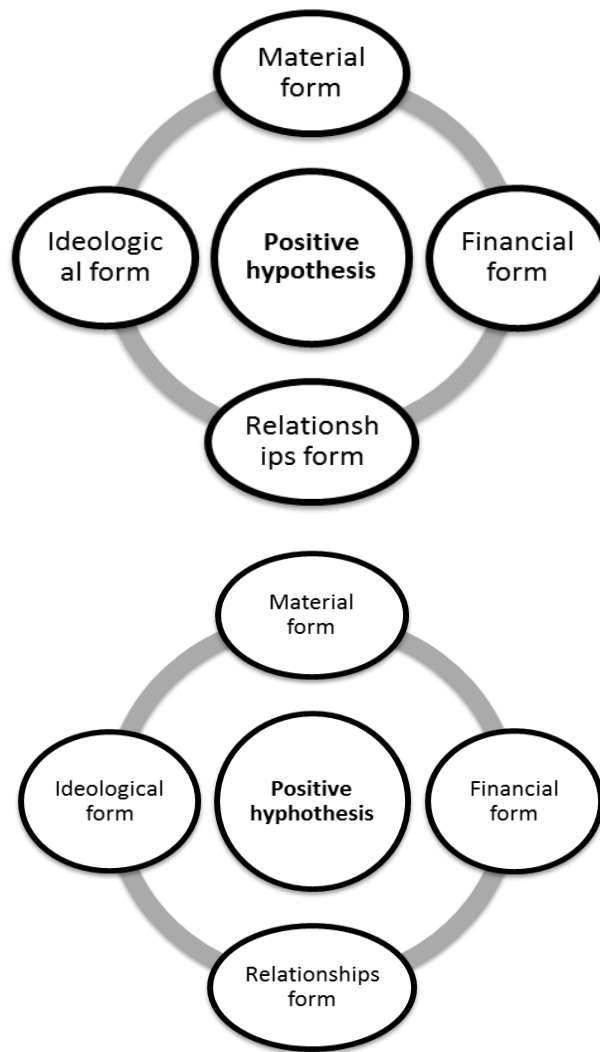 Material
form
Ideologic
al form
Positive
hypothesis
Financial
form
Relationsh
ips form
Material
form
Ideological
form
Positive
hyphothesis
Financial
form
Relationships
form